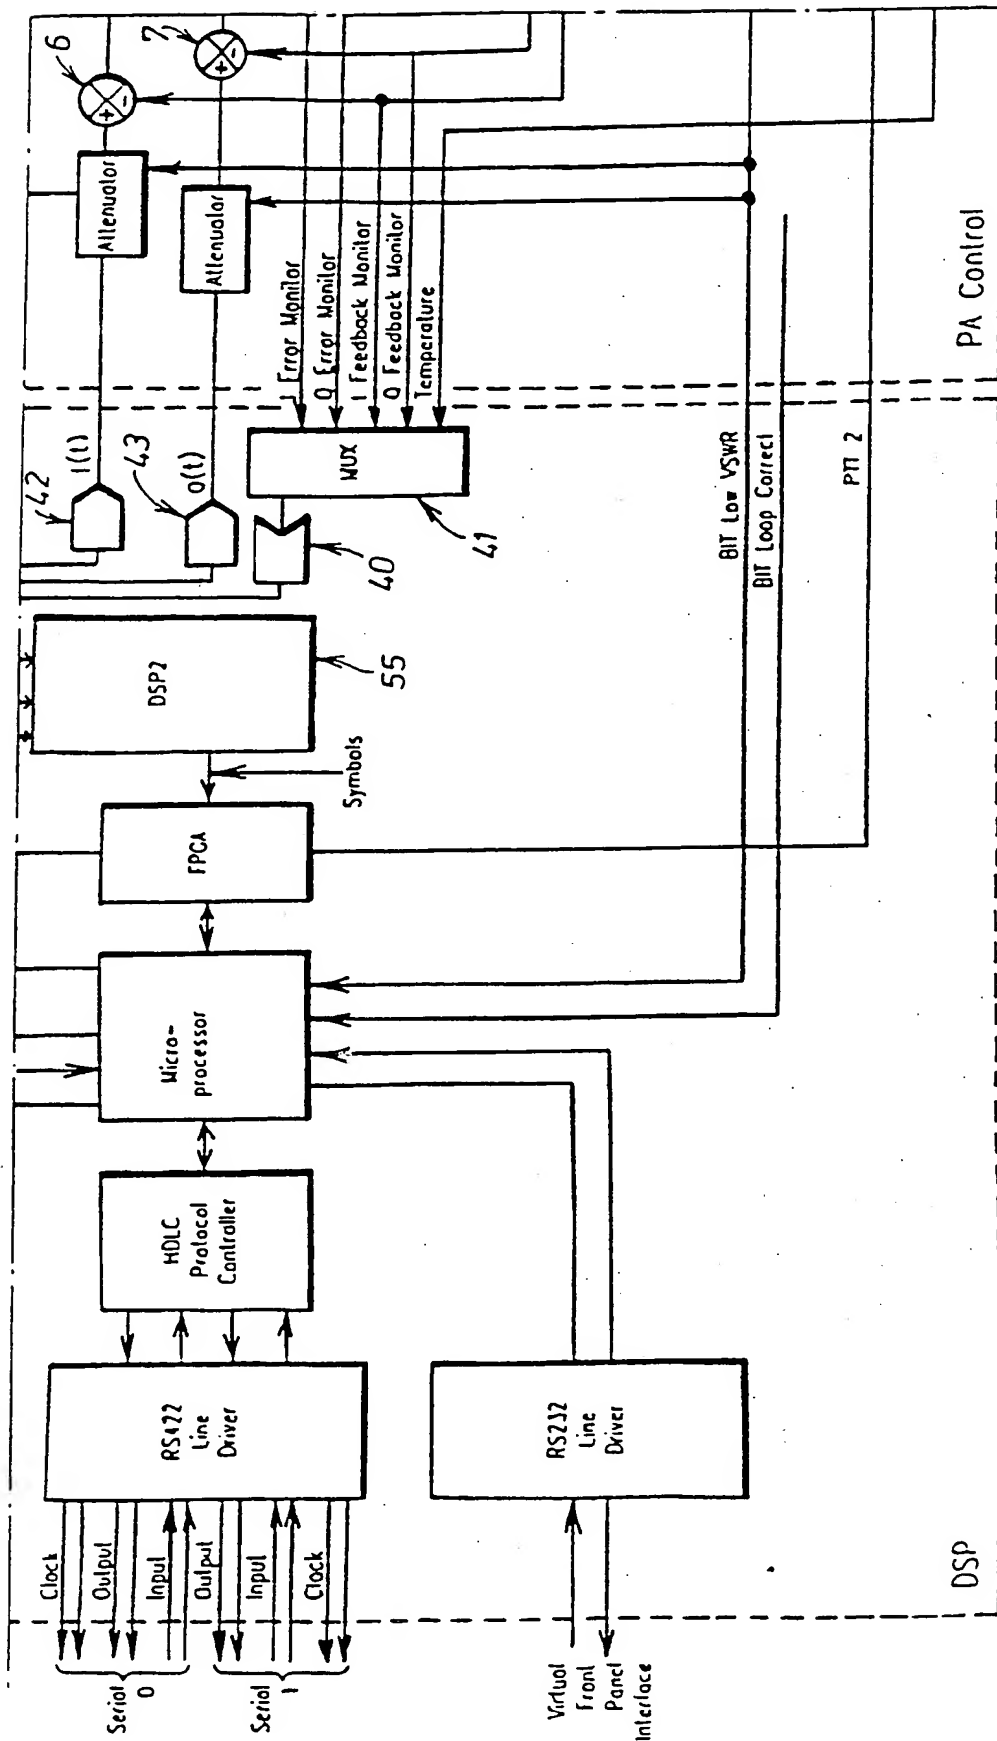 6
7
Attenuator
Attenuator
I Error Monitor
Q Error Monitor
I Feedback Monitor
Q Feedback Monitor
Temperature
PA Control
42
I(t)
43
Q(t)
MUX
41
40
BIT Low VSWR
BIT Loop Correct
PTT 2
DSP2
55
Symbols
FPCA
Micro-
processor
HDLC
Protocol
Controller
RS422
Line
Driver
RS232
Line
Driver
Clock
Output
Input
Output
Input
Clock
Serial
0
Serial
1
Virtual
Front
Panel
Interface
DSP